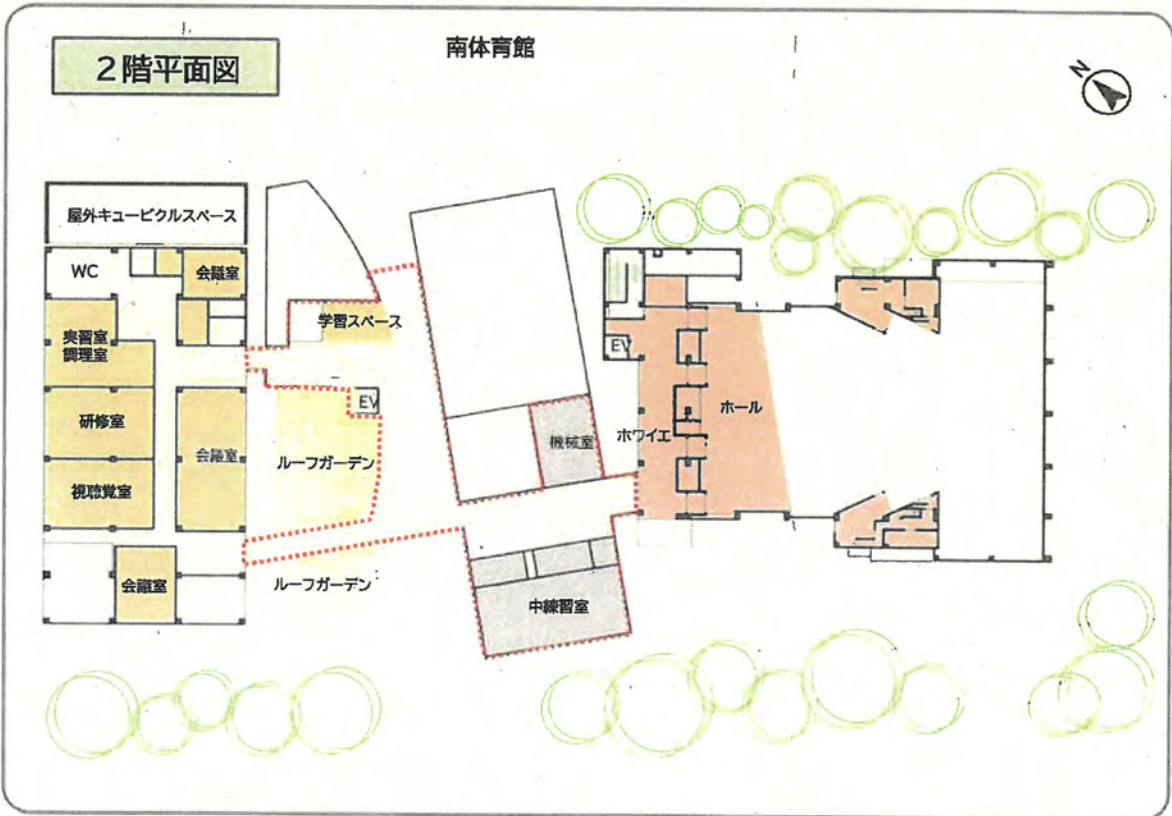 2階平面図
南体育館
N
屋外キュービクルスペース
WC
会議室
実習室
調理室
学習スペース
EV
EV
研修室
会議室
ルーフガーデン
機械室
ホワイエ
ホール
視聴覚室
会議室
ルーフガーデン
中練習室